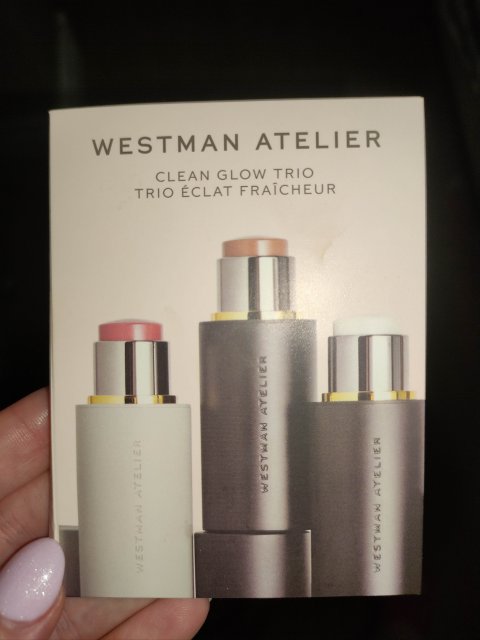 WESTMAN ATELIER
CLEAN GLOW TRIO
TRIO ÉCLAT FRAÎCHEUR
WESTMAN ATELIER
WESTMAN ATELIER
WESTMAN ATELIER